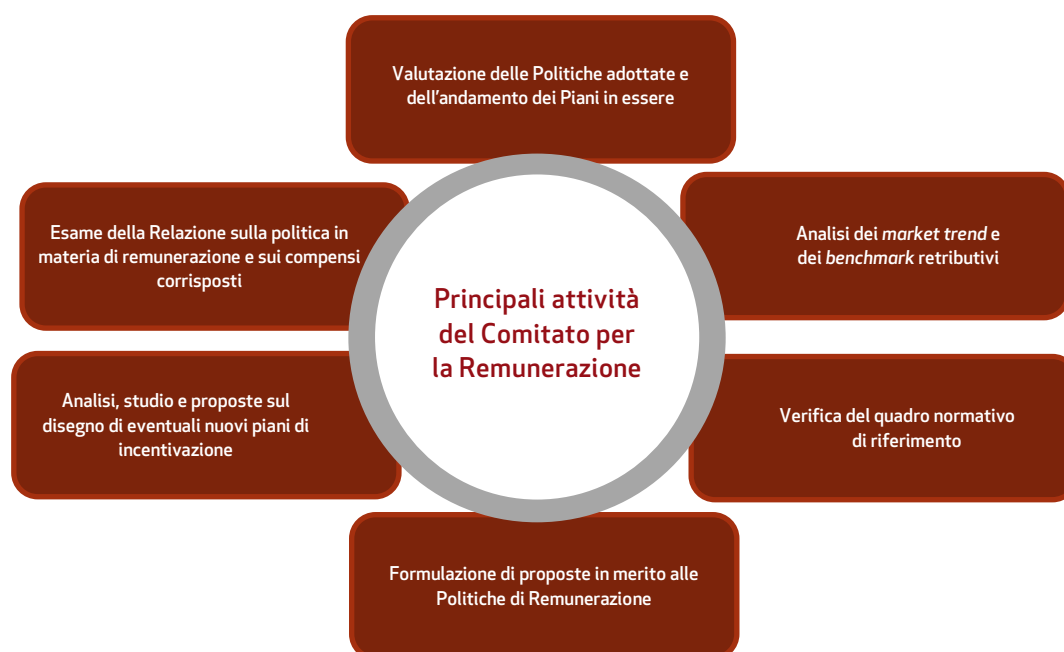 Valutazione delle Politiche adottate e
dell'andamento dei Piani in essere
Esame della Relazione sulla politica in
materia di remunerazione e sui compensi
corrisposti
Analisi dei market trend e
dei benchmark retributivi
Principali attività
del Comitato per
la Remunerazione
Analisi, studio e proposte sul
disegno di eventuali nuovi piani di
incentivazione
Verifica del quadro normativo
di riferimento
Formulazione di proposte in merito alle
Politiche di Remunerazione